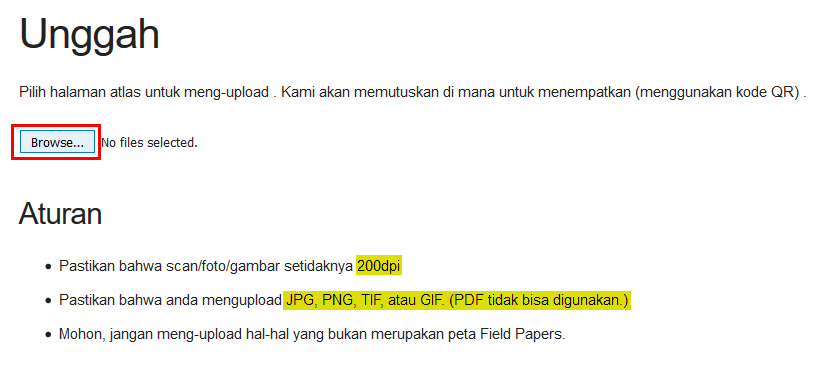 Unggah
Pilih halaman atlas untuk meng-upload . Kami akan memutuskan di mana untuk menempatkan (menggunakan kode QR) .
Browse... No files selected.
Aturan
• Pastikan bahwa scan/foto/gambar setidaknya 200dpi
• Pastikan bahwa anda mengupload JPG, PNG, TIF, atau GIF. (PDF tidak bisa digunakan.)
• Mohon, jangan meng-upload hal-hal yang bukan merupakan peta Field Papers.